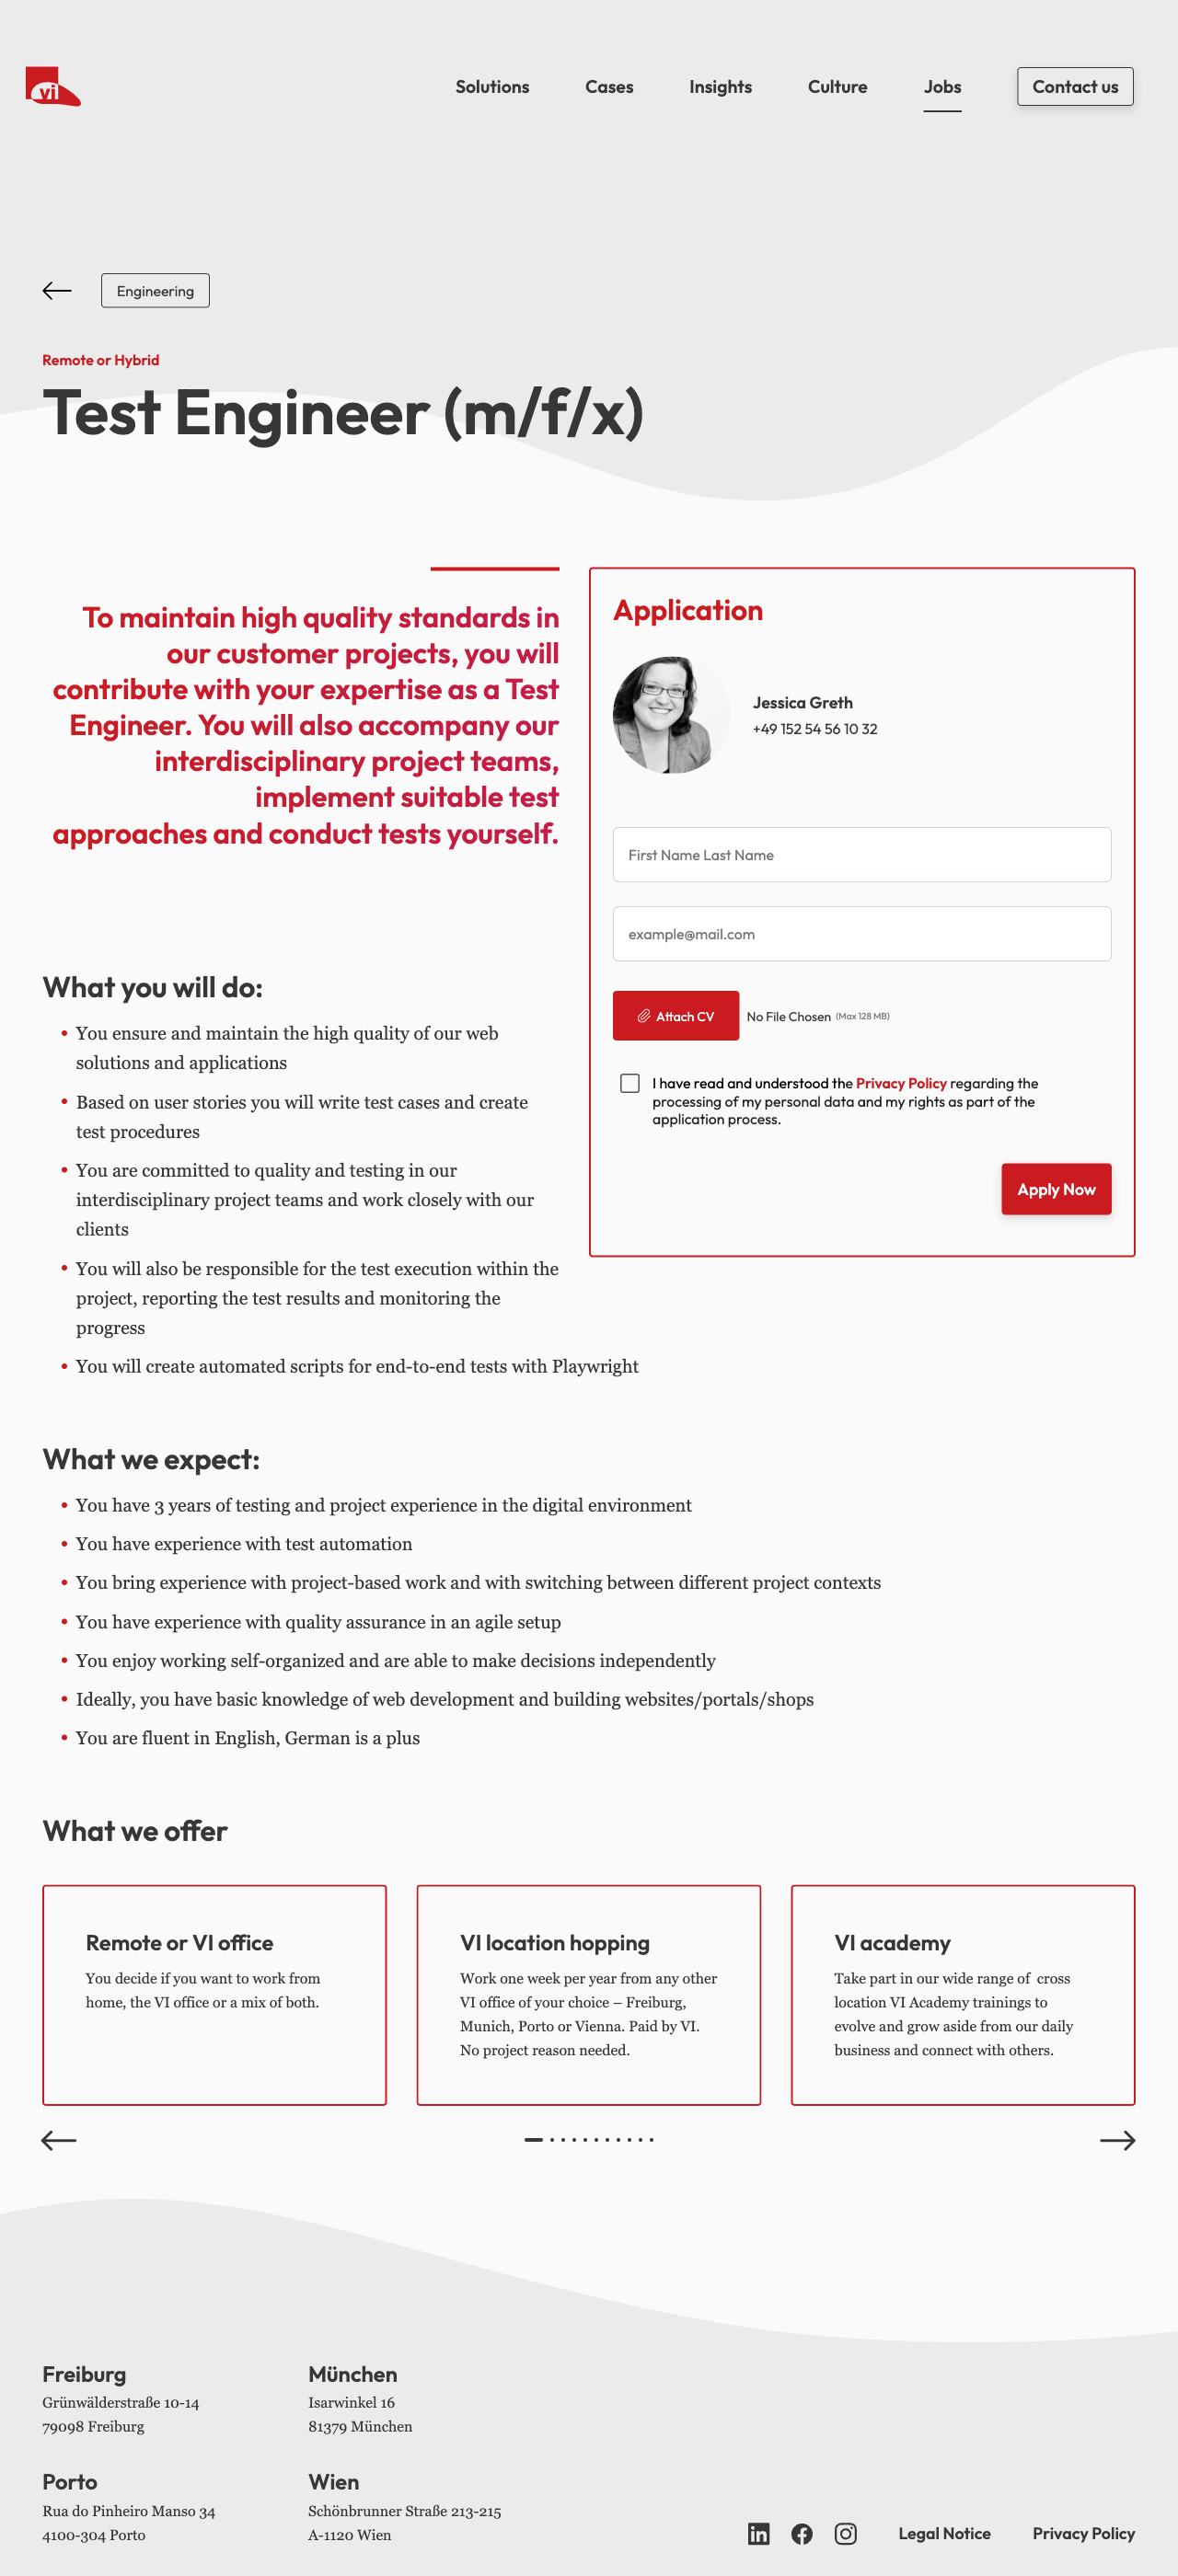 vi
Solutions
Cases
Insights
Culture
Jobs
Contact us
Engineering
Remote or Hybrid
Test Engineer (m/f/x)
To maintain high quality standards in
our customer projects, you will
contribute with your expertise as a Test
Engineer. You will also accompany our
interdisciplinary project teams,
implement suitable test
approaches and conduct tests yourself.
Application
Jessica Greth
+49 152 54 56 10 32
First Name Last Name
example@mail.com
Attach CV
No File Chosen (Max 128 MB)
I have read and understood the Privacy Policy regarding the
processing of my personal data and my rights as part of the
application process.
Apply Now
What you will do:
You ensure and maintain the high quality of our web
solutions and applications
Based on user stories you will write test cases and create
test procedures
You are committed to quality and testing in our
interdisciplinary project teams and work closely with our
clients
You will also be responsible for the test execution within the
project, reporting the test results and monitoring the
progress
You will create automated scripts for end-to-end tests with Playwright
What we expect:
You have 3 years of testing and project experience in the digital environment
You have experience with test automation
You bring experience with project-based work and with switching between different project contexts
You have experience with quality assurance in an agile setup
You enjoy working self-organized and are able to make decisions independently
Ideally, you have basic knowledge of web development and building websites/portals/shops
You are fluent in English, German is a plus
What we offer
Remote or VI office
You decide if you want to work from
home, the VI office or a mix of both.
VI location hopping
Work one week per year from any other
VI office of your choice – Freiburg,
Munich, Porto or Vienna. Paid by VI.
No project reason needed.
VI academy
Take part in our wide range of cross
location VI Academy trainings to
evolve and grow aside from our daily
business and connect with others.
Freiburg
Grünwälderstraße 10-14
79098 Freiburg
München
Isarwinkel 16
81379 München
Porto
Rua do Pinheiro Manso 34
4100-304 Porto
Wien
Schönbrunner Straße 213-215
A-1120 Wien
Legal Notice
Privacy Policy